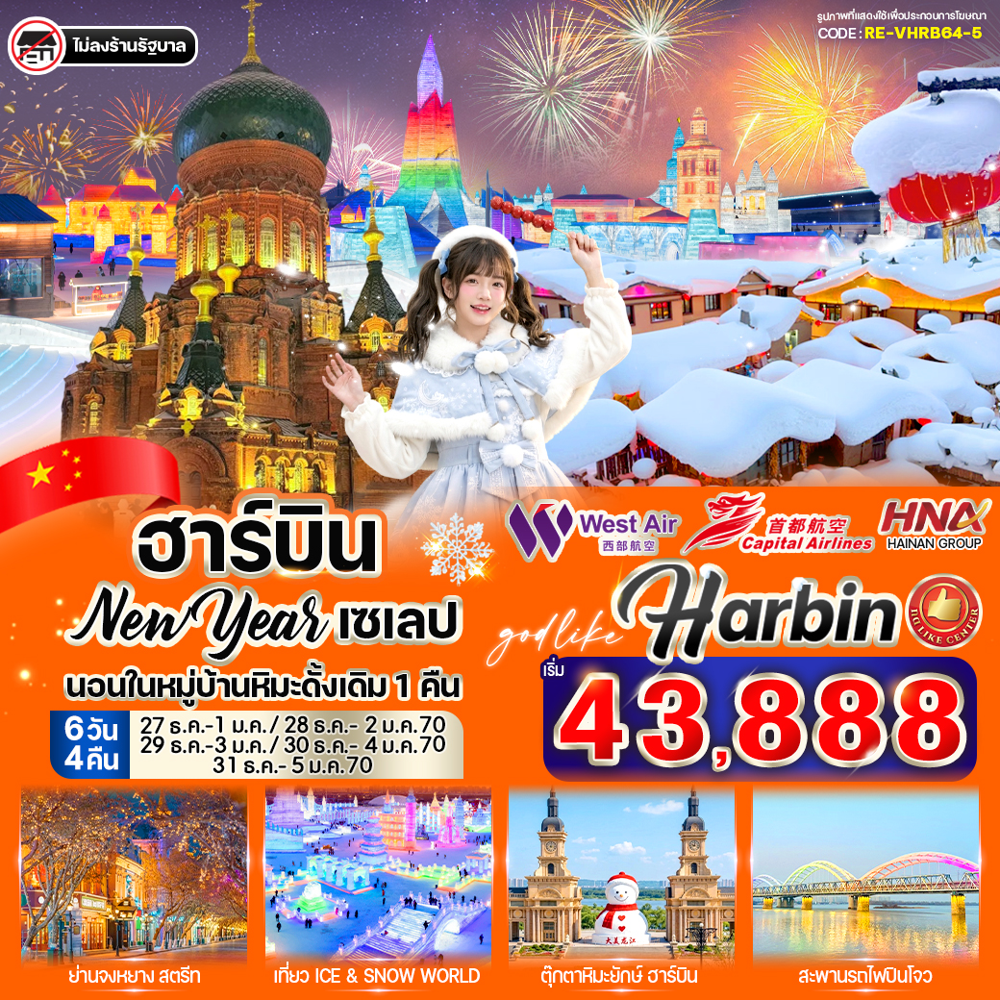 ไม่ลงร้านรัฐบาล
รูปภาพที่แสดงใช้เพื่อประกอบการโฆษณา
CODE : RE-VHRB64-5
West Air
西部航空
首都航空
Capital Airlines
HNA
HAINAN GROUP
ฮาร์บิน
New Year เซเลป
นอนในหมู่บ้านหิมะดั้งเดิม 1 คืน
6 วัน
4 คืน
27 ธ.ค.-1 ม.ค./ 28 ธ.ค.- 2 ม.ค.70
29 ธ.ค.-3 ม.ค./ 30 ธ.ค.- 4 ม.ค.70
31 ธ.ค.- 5 ม.ค.70
godlike Harbin
LIKE CENTER
เริ่ม
43,888
大美龙江
ย่านจงหยาง สตรีท
เที่ยว ICE & SNOW WORLD
ตุ๊กตาหิมะยักษ์ ฮาร์บิน
สะพานรถไฟปินโจว